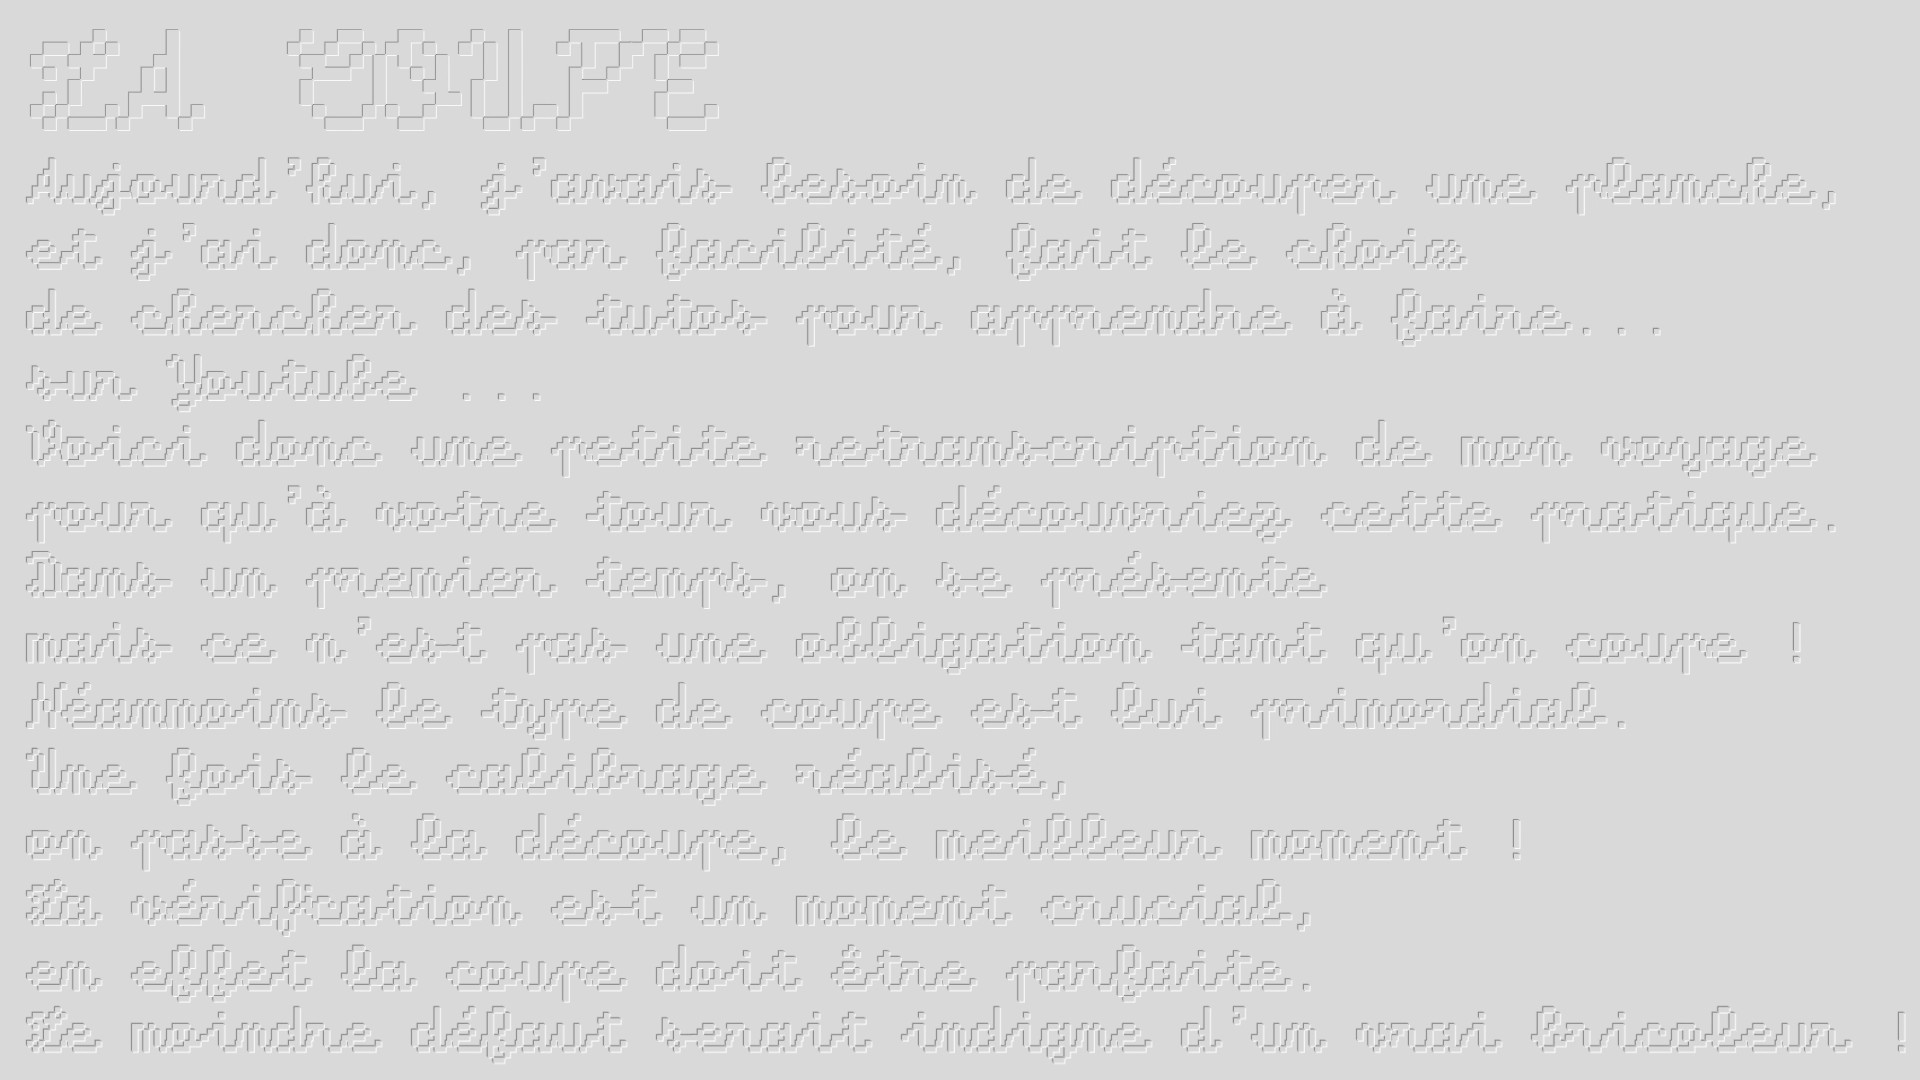 LA COUPE
Aujourd'hui, j'avais besoin de découper une planche,
et j'ai donc, par facilité, fait le choix
de chercher des tutos pour apprendre à faire...
sur Youtube ...
Voici donc une petite retranscription de mon voyage
pour qu'à votre tour vous découvriez cette pratique.
Dans un premier temps, on se présente
mais ce n'est pas une obligation tant qu'on coupe !
Néanmoins le type de coupe est lui primordial.
Une fois le calibrage réalisé,
on passe à la découpe, le meilleur moment !
La vérification est un moment crucial,
en effet la coupe doit être parfaite.
Le moindre défaut serait indigne d'un vrai bricoleur !